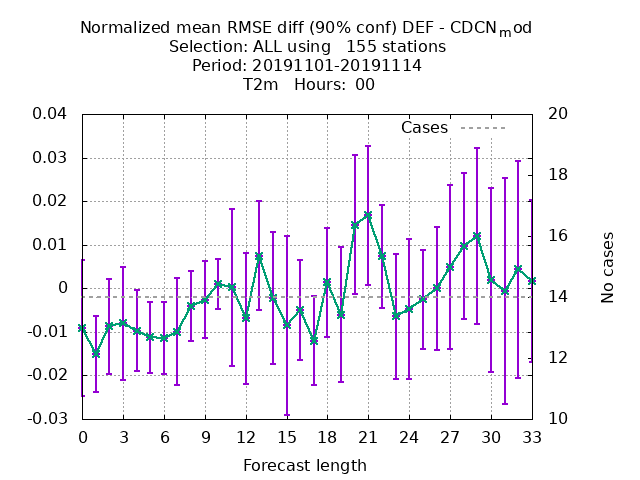 Normalized mean RMSE diff (90% conf) DEF - CDCNmod
Selection: ALL using 155 stations
Period: 20191101-20191114
T2m Hours: 00
Cases
0.04
0.03
0.02
0.01
0
-0.01
-0.02
-0.03
20
18
16
14
12
10
No cases
0 3 6 9 12 15 18 21 24 27 30 33
Forecast length